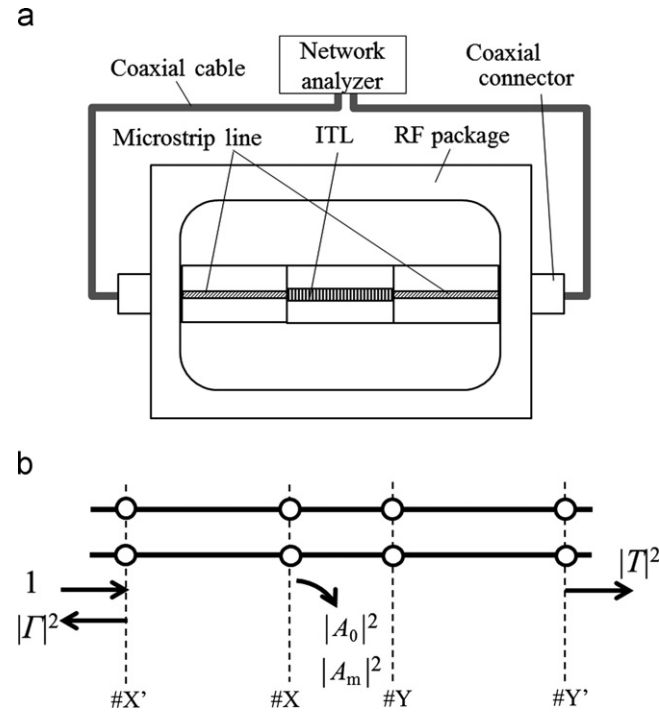 a
Network
analyzer
Coaxial cable
Coaxial
connector
Microstrip line
ITL
RF package
b
1
|Γ|²
|A₀|²
|Aₘ|²
|T|²
#X’
#X
#Y
#Y’